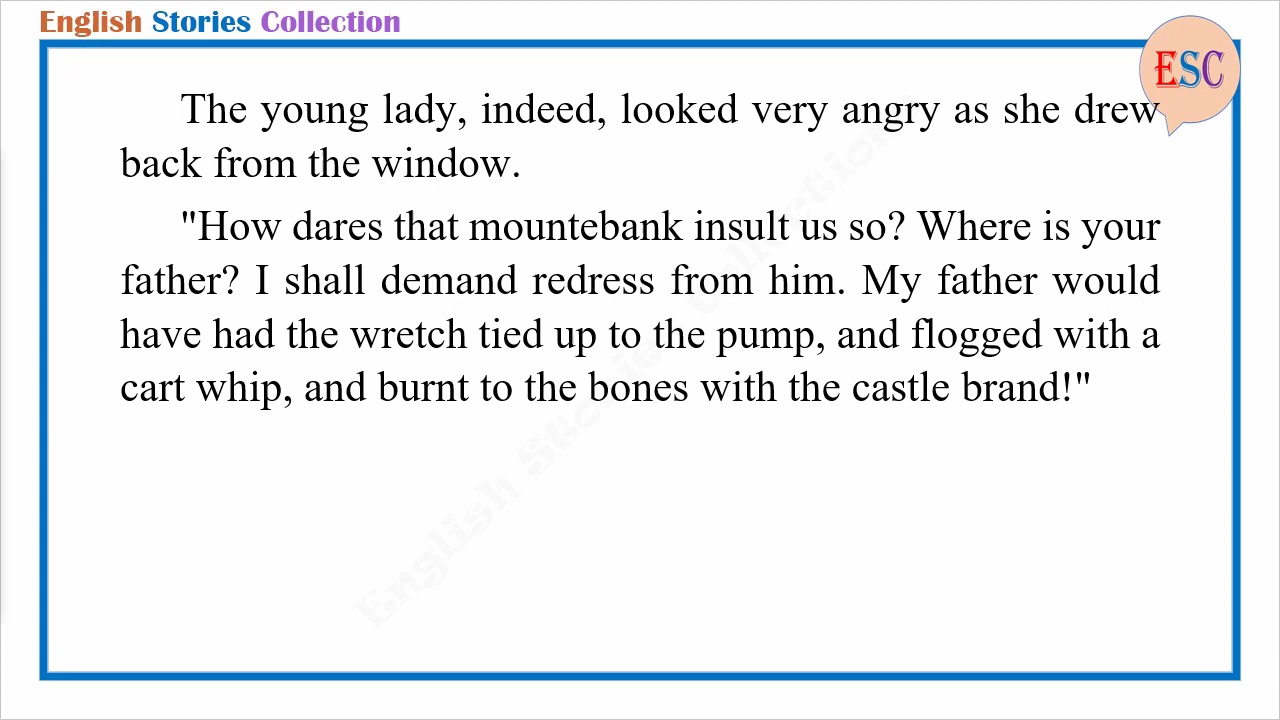 English Stories Collection
ESC
The young lady, indeed, looked very angry as she drew
back from the window.
"How dares that mountebank insult us so? Where is your
father? I shall demand redress from him. My father would
have had the wretch tied up to the pump, and flogged with a
cart whip, and burnt to the bones with the castle brand!"
English Stories Collection